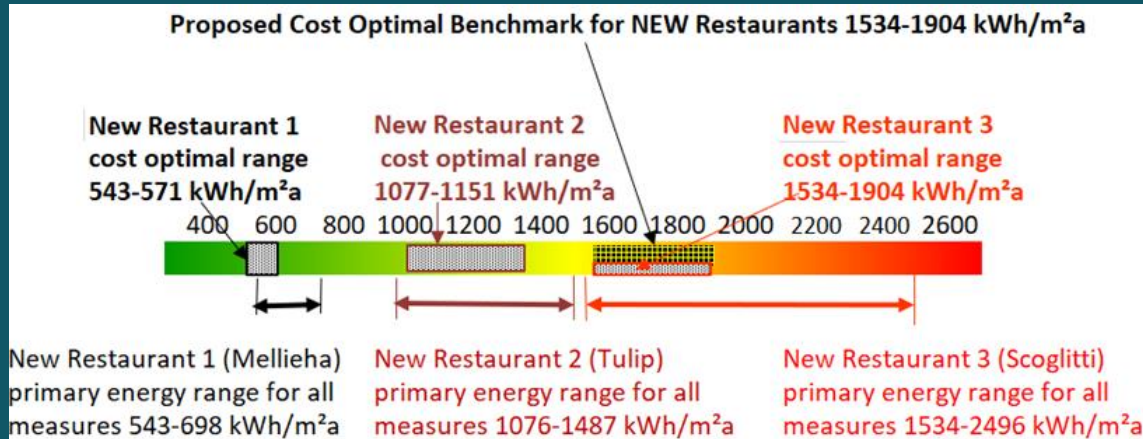 Proposed Cost Optimal Benchmark for NEW Restaurants 1534-1904 kWh/m²a
New Restaurant 1
cost optimal range
543-571 kWh/m²a
New Restaurant 2
cost optimal range
1077-1151 kWh/m²a
New Restaurant 3
cost optimal range
1534-1904 kWh/m²a
400 600 800 1000 1200 1400 1600 1800 2000 2200 2400 2600
New Restaurant 1 (Mellieha)
primary energy range for all
measures 543-698 kWh/m²a
New Restaurant 2 (Tulip)
primary energy range for all
measures 1076-1487 kWh/m²a
New Restaurant 3 (Scoglitti)
primary energy range for all
measures 1534-2496 kWh/m²a